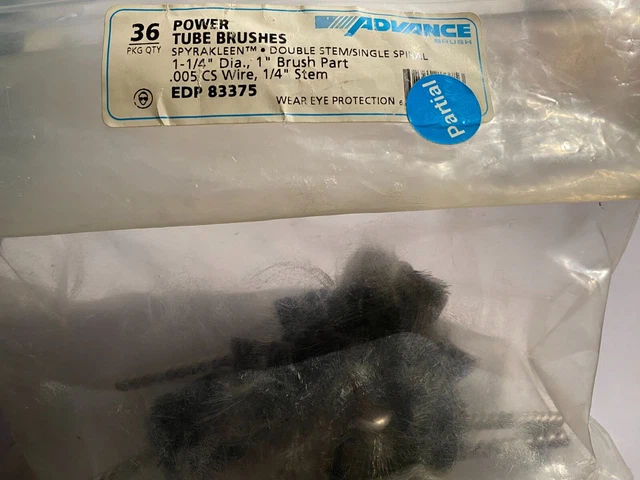 36
PKG QTY
POWER
TUBE BRUSHES
ADVANCE
BRUSH
SPYRAKLEEN™ • DOUBLE STEM/SINGLE SPIRAL
1-1/4" Dia., 1" Brush Part
.005 CS Wire, 1/4" Stem
EDP 83375
WEAR EYE PROTECTION
Partial